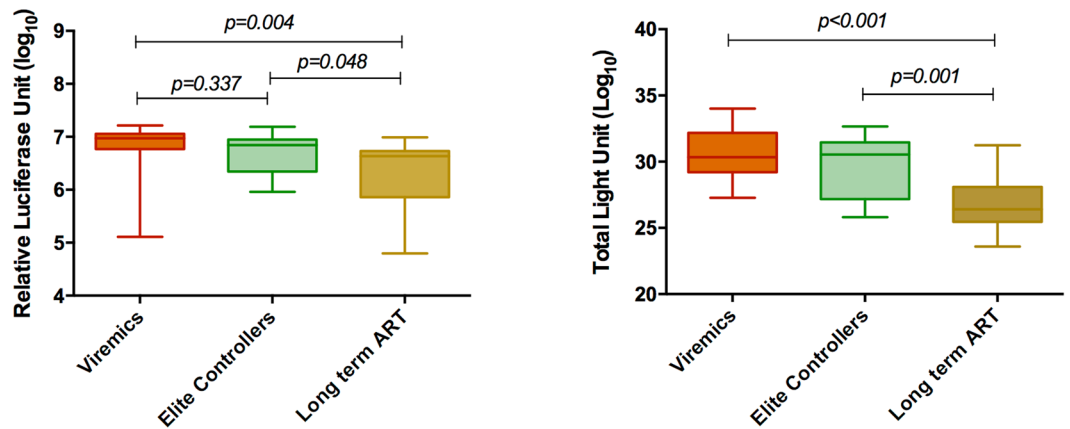 Relative Luciferase Unit (log10)
9
8
7
6
5
4
p=0.004
p=0.048
p=0.337
Viremics
Elite Controllers
Long term ART
Total Light Unit (Log10)
40
35
30
25
20
p<0.001
p=0.001
Viremics
Elite Controllers
Long term ART